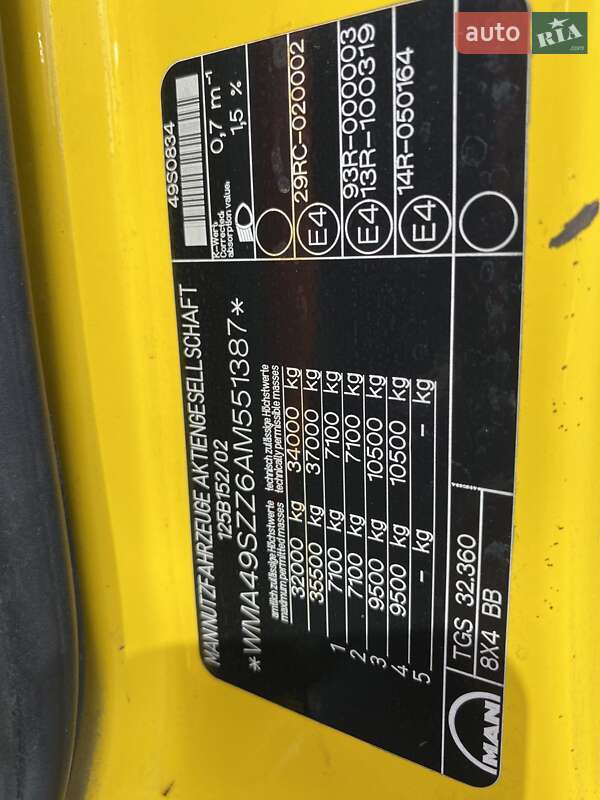 auto RIA .com
MAN NUTZFAHRZEUGE AKTIENGESELLSCHAFT
125B152/02
*WMA49SZZ6AM551387*
amtlich zulässige Höchstwerte
maximum permitted masses
technisch zulässige Höchstwerte
technically permissible masses
32000 kg 34000 kg
35500 kg 37000 kg
1 7100 kg 7100 kg
2 7100 kg 7100 kg
3 9500 kg 10500 kg
4 9500 kg 10500 kg
5 - kg - kg
TGS 32.360
8X4 BB
MAN
49S0834
K-Wert:
Corrected
absorption value:
0,7 m⁻¹
1,5 %
29RC-020002
E4
93R-000003
E4 13R-100319
E4 14R-050164